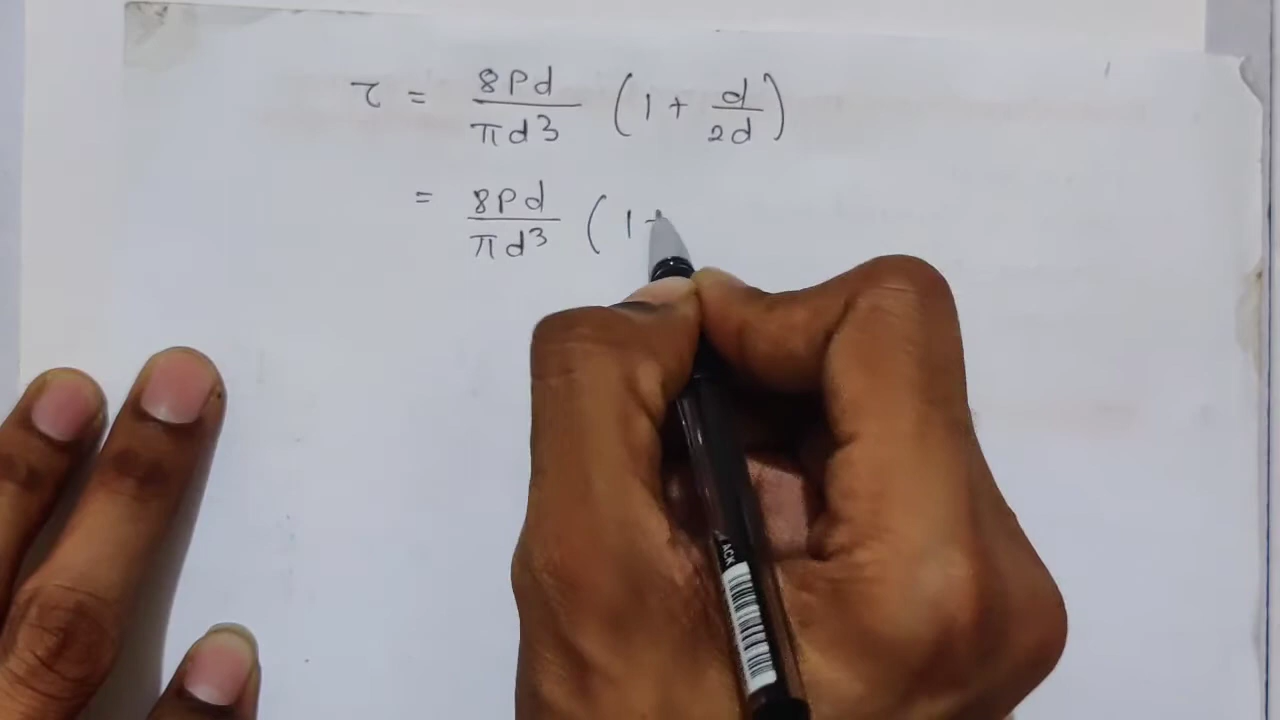 τ = 8Pd/πd³ (1 + d/2d)
= 8Pd/πd³ (1 +
ACK